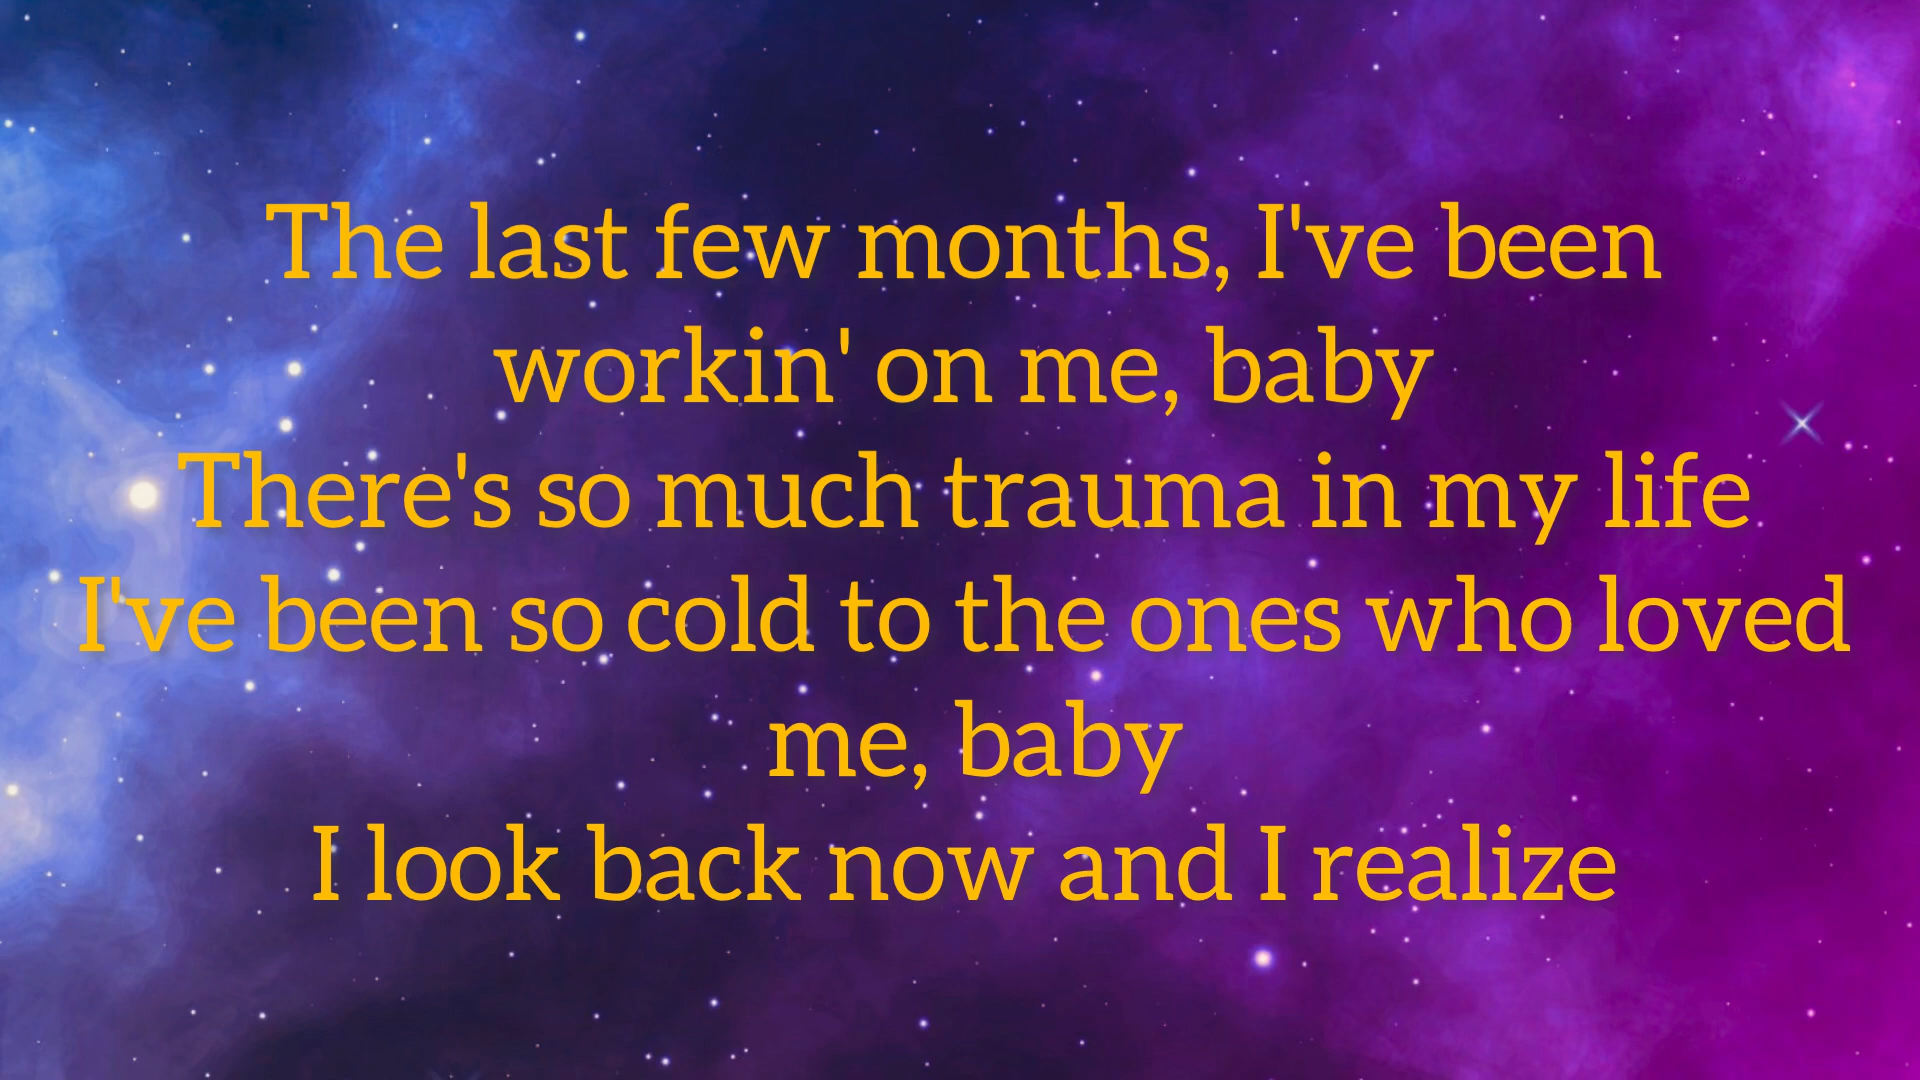 The last few months, I've been
workin' on me, baby
There's so much trauma in my life
I've been so cold to the ones who loved
me, baby
I look back now and I realize